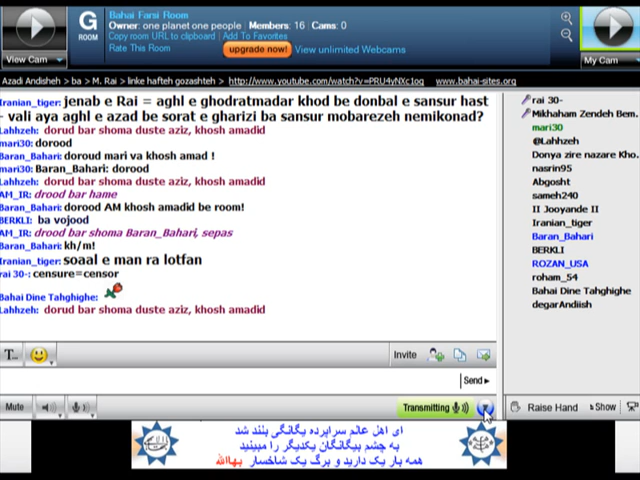 Bahai Farsi Room
Owner: one planet one people | Members: 16 | Cams: 0
Copy room URL to clipboard | Add To Favorites
Rate This Room
upgrade now!
View unlimited Webcams
G
ROOM
View Cam
My Cam
Azadi Andisheh > ba > M. Rai > linke hafteh gozashteh > http://www.youtube.com/watch?v=PRU4yNXc1og www.bahai-sites.org
Iranian_tiger: jenab e Rai = aghl e ghodratmadar khod be donbal e sansur hast
- vali aya aghl e azad be sorat e gharizi ba sansur mobarezeh nemikonad?
Lahhzeh: dorud bar shoma duste aziz, khosh amadid
mari30: dorood
Baran_Bahari: doroud mari va khosh amad !
mari30: Baran_Bahari: dorood
Lahhzeh: dorud bar shoma duste aziz, khosh amadid
AM_IR: drood bar hame
Baran_Bahari: dorood AM khosh amadid be room!
BERKLI: ba vojood
AM_IR: drood bar shoma Baran_Bahari, sepas
Baran_Bahari: kh/m!
Iranian_tiger: soaal e man ra lotfan
rai 30-: censure=censor
Bahai Dine Tahghighe:
Lahhzeh: dorud bar shoma duste aziz, khosh amadid
rai 30-
Mikhaham Zendeh Bem.
mari30
@Lahhzeh
Donya zire nazare Kho.
nasrin95
Abgosht
sameh240
II Jooyande II
Iranian_tiger
Baran_Bahari
BERKLI
ROZAN_USA
roham_54
Bahai Dine Tahghighe
degarAndiish
T...
Invite
Send
Mute
Transmitting
Raise Hand
Show
ای اهل عالم سراپرده یگانگی بلند شد
به چشم بیگانگان یکدیگر را مبینید
همه بار یک دارید و برگ یک شاخسار بهاالله